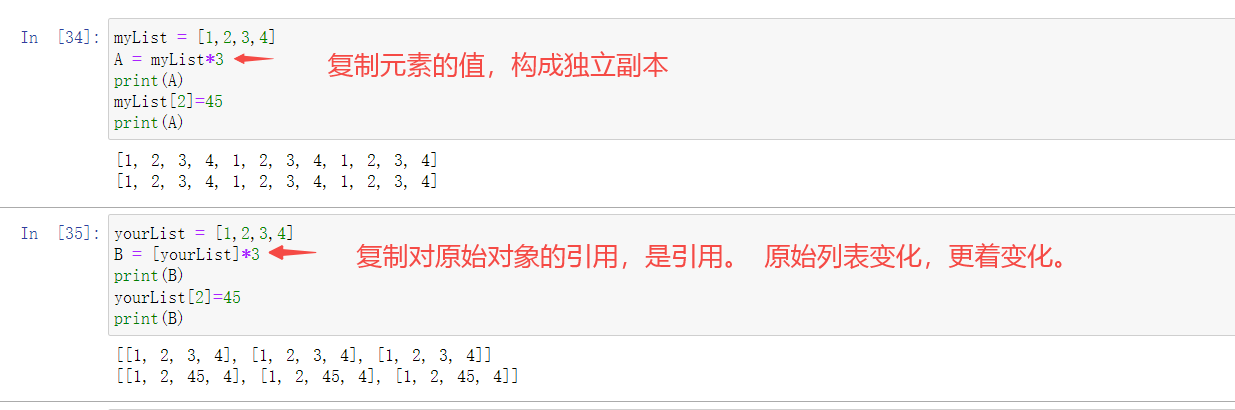 In [34]: myList = [1,2,3,4]
A = myList*3
复制元素的值，构成独立副本
print(A)
myList[2]=45
print(A)
[1, 2, 3, 4, 1, 2, 3, 4, 1, 2, 3, 4]
[1, 2, 3, 4, 1, 2, 3, 4, 1, 2, 3, 4]
In [35]: yourList = [1,2,3,4]
B = [yourList]*3
复制对原始对象的引用，是引用。 原始列表变化，更着变化。
print(B)
yourList[2]=45
print(B)
[[1, 2, 3, 4], [1, 2, 3, 4], [1, 2, 3, 4]]
[[1, 2, 45, 4], [1, 2, 45, 4], [1, 2, 45, 4]]